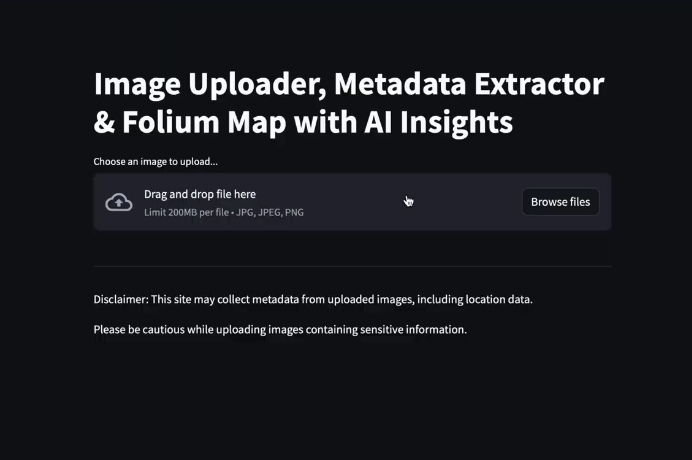 Image Uploader, Metadata Extractor
& Folium Map with AI Insights
Choose an image to upload...
Drag and drop file here
Limit 200MB per file • JPG, JPEG, PNG
Browse files
Disclaimer: This site may collect metadata from uploaded images, including location data.
Please be cautious while uploading images containing sensitive information.